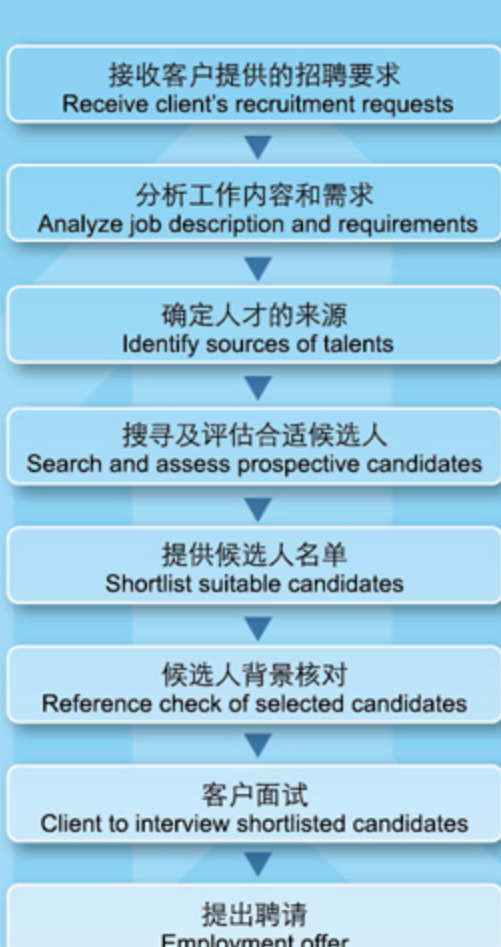 接收客户提供的招聘要求
Receive client's recruitment requests
分析工作内容和需求
Analyze job description and requirements
确定人才的来源
Identify sources of talents
搜寻及评估合适候选人
Search and assess prospective candidates
提供候选人名单
Shortlist suitable candidates
候选人背景核对
Reference check of selected candidates
客户面试
Client to interview shortlisted candidates
提出聘请
Employment offer